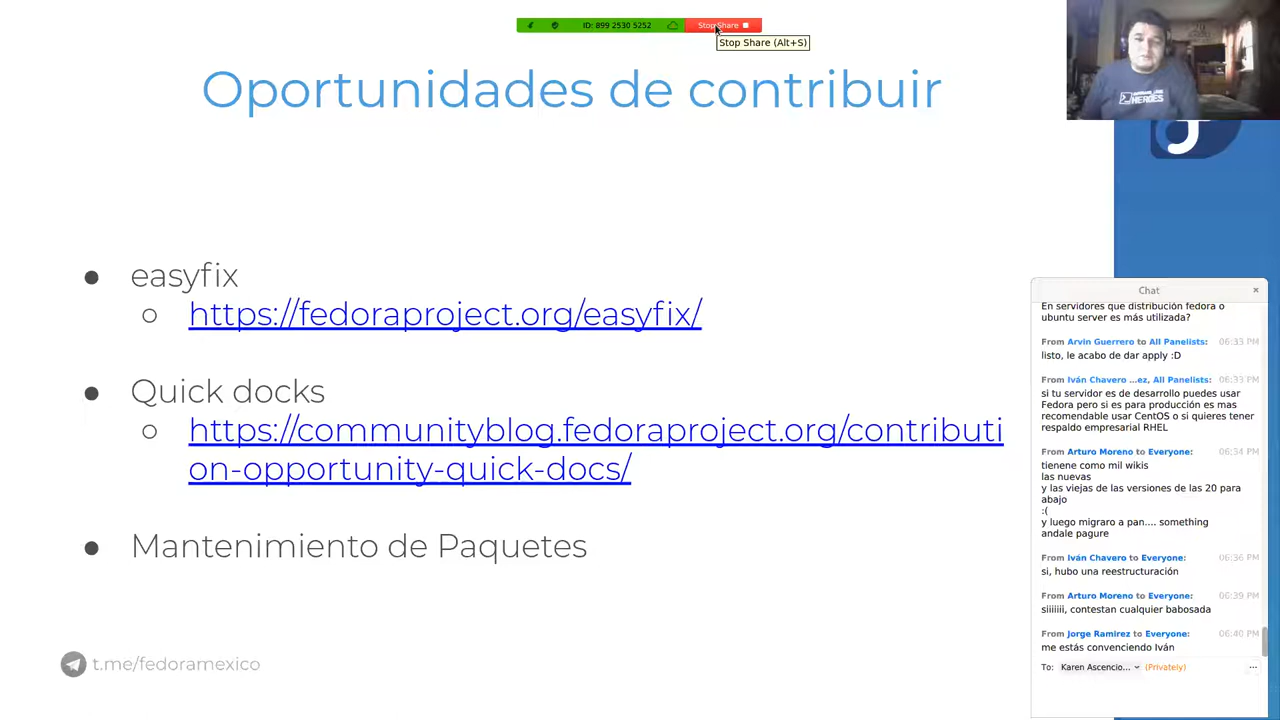 ID: 899 2530 5252
Stop Share
Stop Share (Alt+S)
Oportunidades de contribuir
easyfix
https://fedoraproject.org/easyfix/
Quick docks
https://communityblog.fedoraproject.org/contributi
on-opportunity-quick-docs/
Mantenimiento de Paquetes
t.me/fedoramexico
HEROES
Chat
En servidores que distribución fedora o
ubuntu server es más utilizada?
From Arvin Guerrero to All Panelists: 06:33 PM
listo, le acabo de dar apply :D
From Iván Chavero ...ez, All Panelists: 06:33 PM
si tu servidor es de desarrollo puedes usar
Fedora pero si es para producción es mas
recomendable usar CentOS o si quieres tener
respaldo empresarial RHEL
From Arturo Moreno to Everyone: 06:34 PM
tienene como mil wikis
las nuevas
y las viejas de las versiones de las 20 para
abajo
:(
y luego migraro a pan.... something
andale pagure
From Iván Chavero to Everyone: 06:36 PM
si, hubo una reestructuración
From Arturo Moreno to Everyone: 06:39 PM
siiiiiii, contestan cualquier babosada
From Jorge Ramirez to Everyone: 06:40 PM
me estás convenciendo Iván
To: Karen Ascencio... (Privately) ...